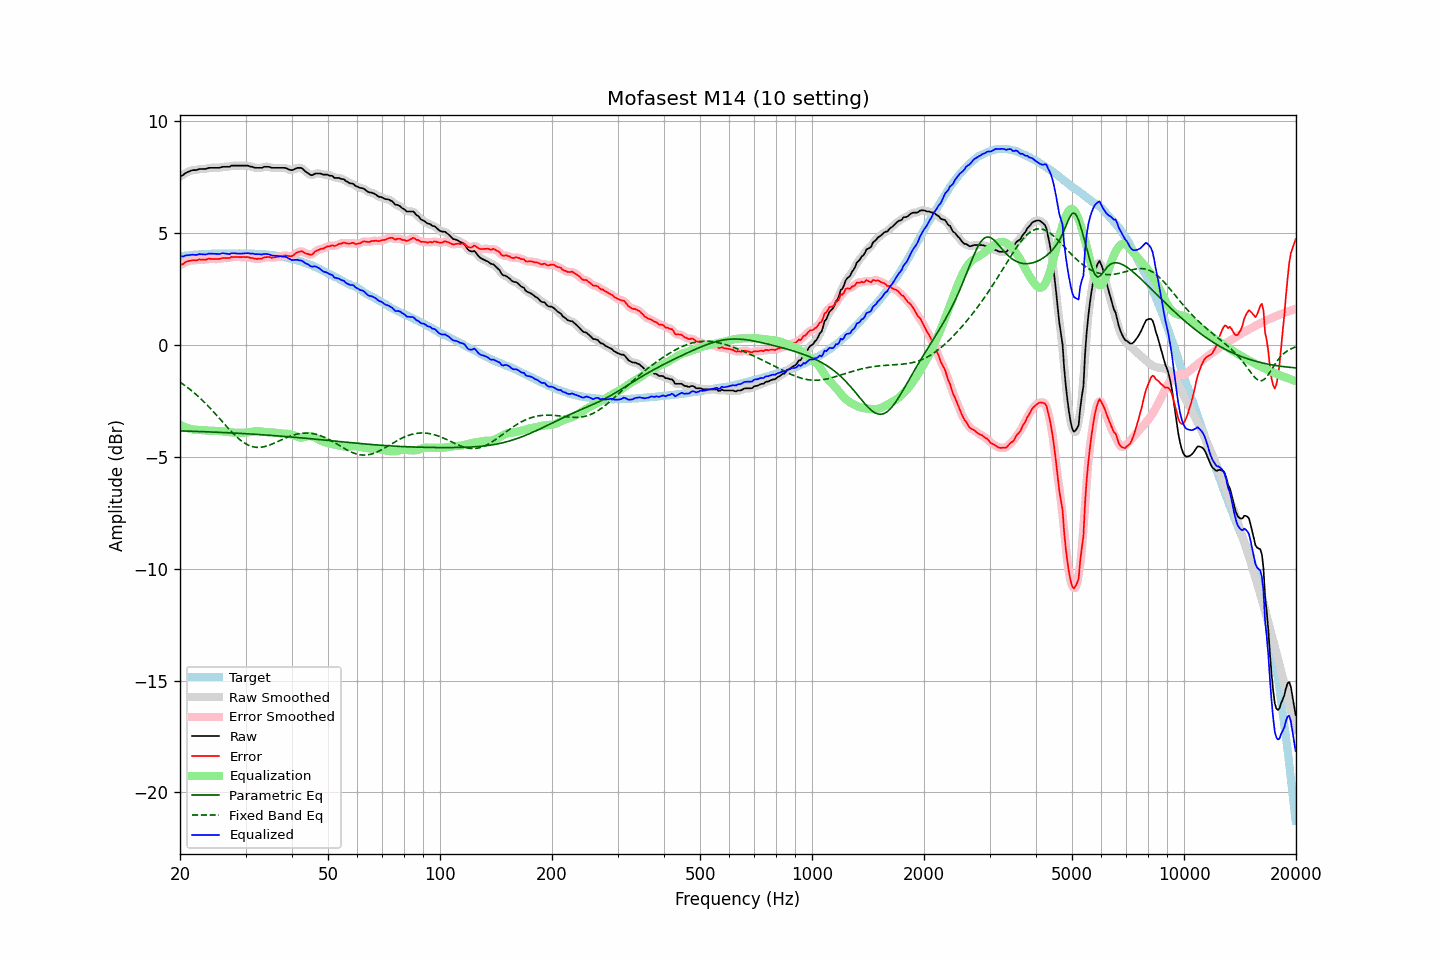 Mofasest M14 (10 setting)
10
5
0
−5
−10
−15
−20
Amplitude (dBr)
Target
Raw Smoothed
Error Smoothed
Raw
Error
Equalization
Parametric Eq
Fixed Band Eq
Equalized
20 50 100 200 500 1000 2000 5000 10000 20000
Frequency (Hz)